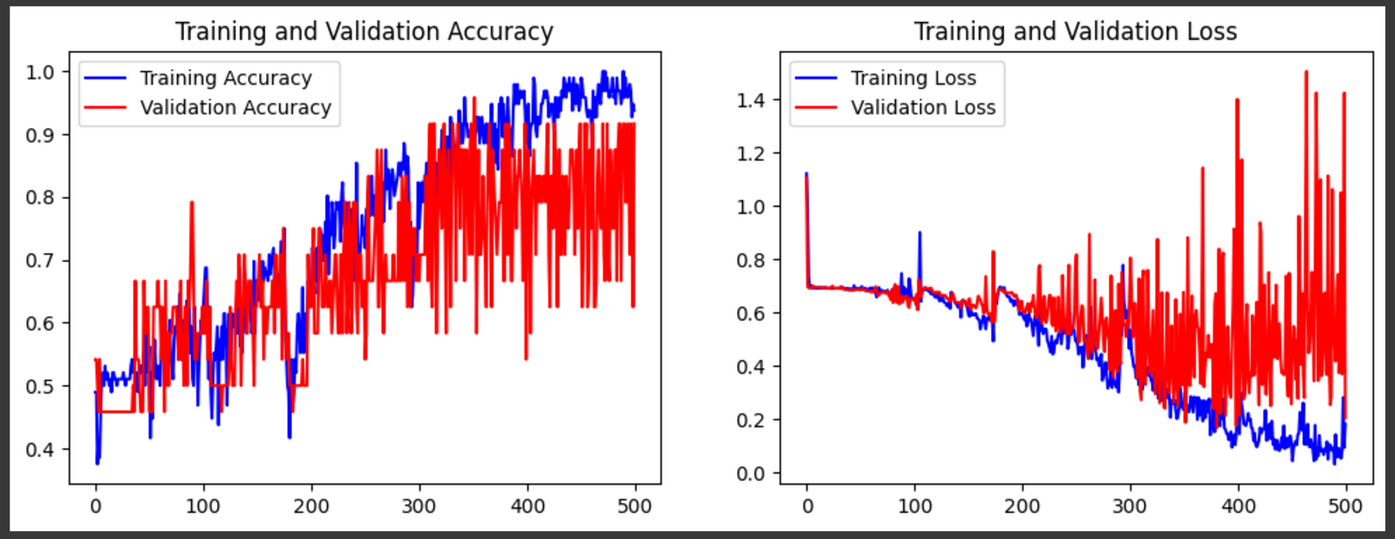 Training and Validation Accuracy
Training Accuracy
Validation Accuracy
1.0
0.9
0.8
0.7
0.6
0.5
0.4
0 100 200 300 400 500
Training and Validation Loss
Training Loss
Validation Loss
1.4
1.2
1.0
0.8
0.6
0.4
0.2
0.0
0 100 200 300 400 500